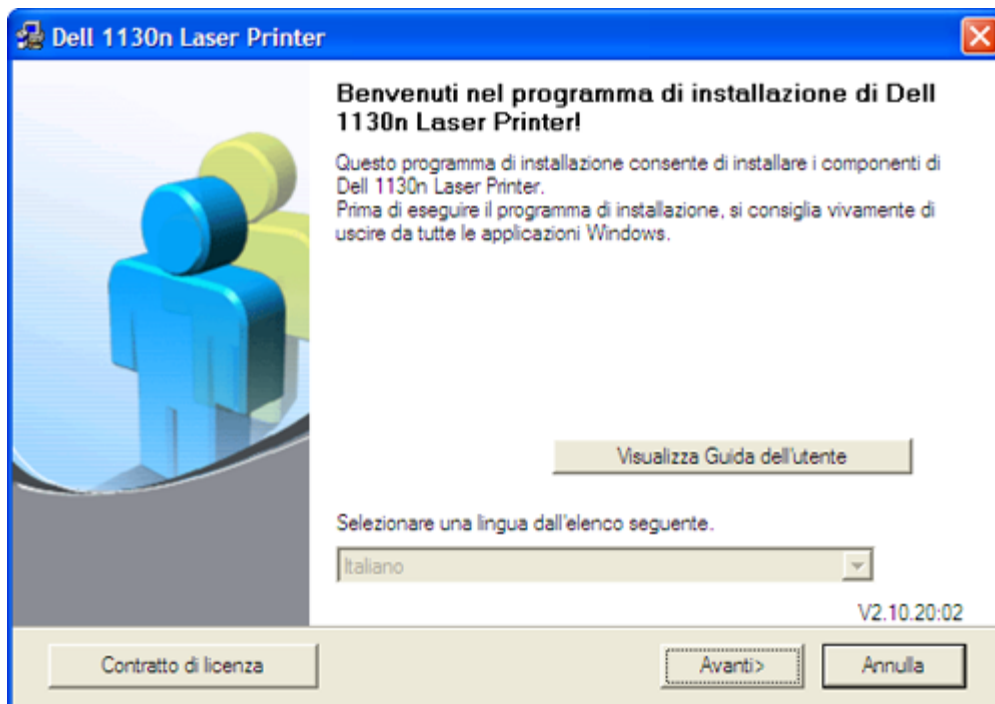 Dell 1130n Laser Printer
Benvenuti nel programma di installazione di Dell
1130n Laser Printer!
Questo programma di installazione consente di installare i componenti di
Dell 1130n Laser Printer.
Prima di eseguire il programma di installazione, si consiglia vivamente di
uscire da tutte le applicazioni Windows.
Visualizza Guida dell'utente
Selezionare una lingua dall'elenco seguente.
Italiano
V2.10.20:02
Contratto di licenza
Avanti>
Annulla